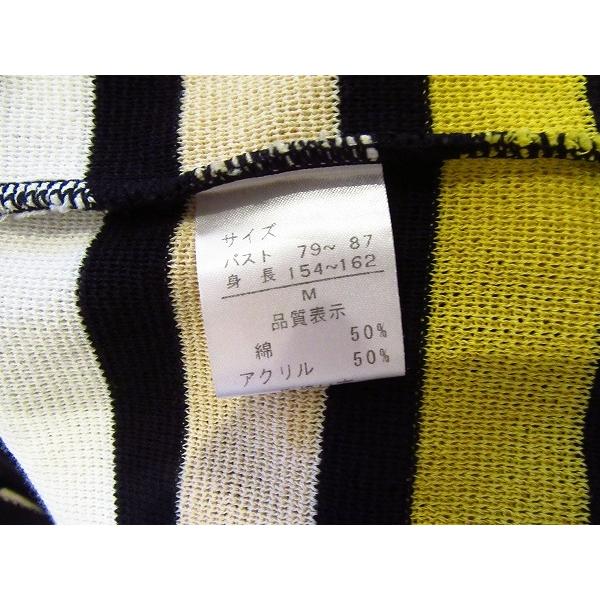 サイズ
バスト 79~ 87
身 長 154~162
M
品質表示
綿 50%
アクリル 50%